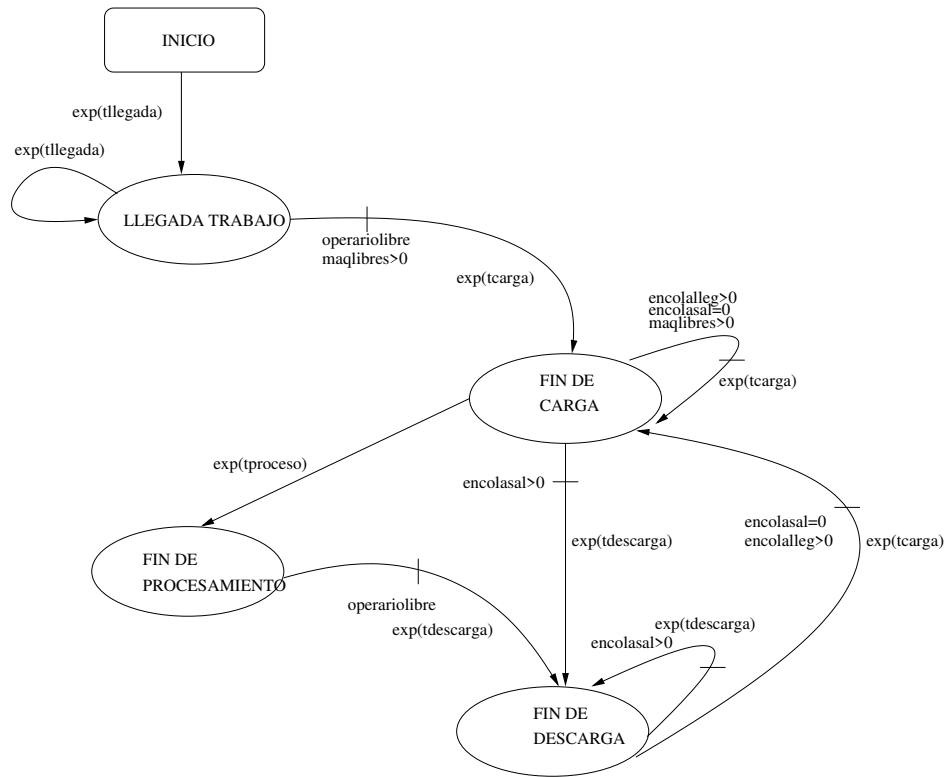 INICIO
exp(tllegada)
exp(tllegada)
LLEGADA TRABAJO
operariolibre
maqlibres>0
exp(tcarga)
encolalleg>0
encolasal=0
maqlibres>0
exp(tcarga)
FIN DE
CARGA
exp(tproceso)
encolasal>0
exp(tdescarga)
encolasal=0
encolalleg>0
exp(tcarga)
FIN DE
PROCESAMIENTO
operariolibre
exp(tdescarga)
exp(tdescarga)
encolasal>0
FIN DE
DESCARGA